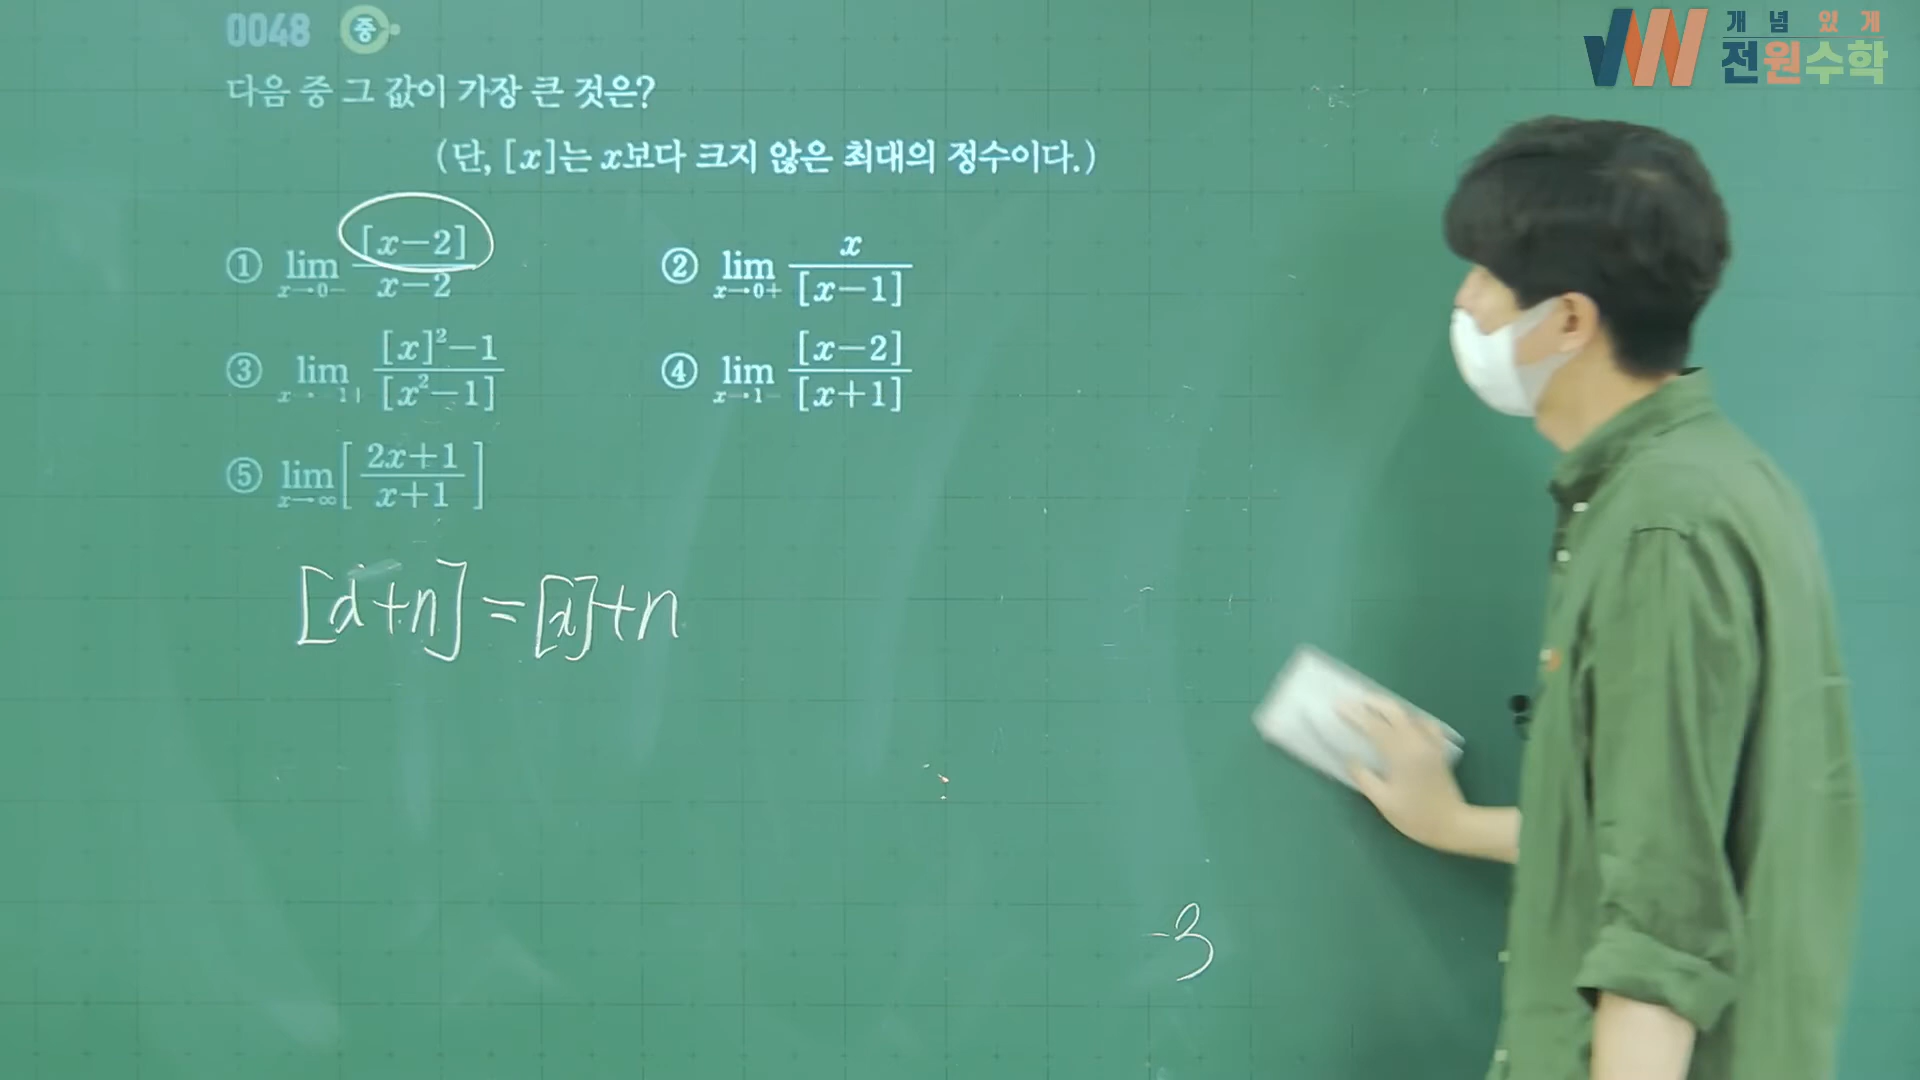 0048 중
다음 중 그 값이 가장 큰 것은?
(단, [x]는 x보다 크지 않은 최대의 정수이다.)
① lim x→0− [x−2]/(x−2) ② lim x→0+ x/[x−1]
③ lim x→−1+ ([x]²−1)/[x²−1] ④ lim x→1− [x−2]/[x+1]
⑤ lim x→∞ [(2x+1)/(x+1)]
[x+n]=[x]+n
-3
개념있게
전원수학